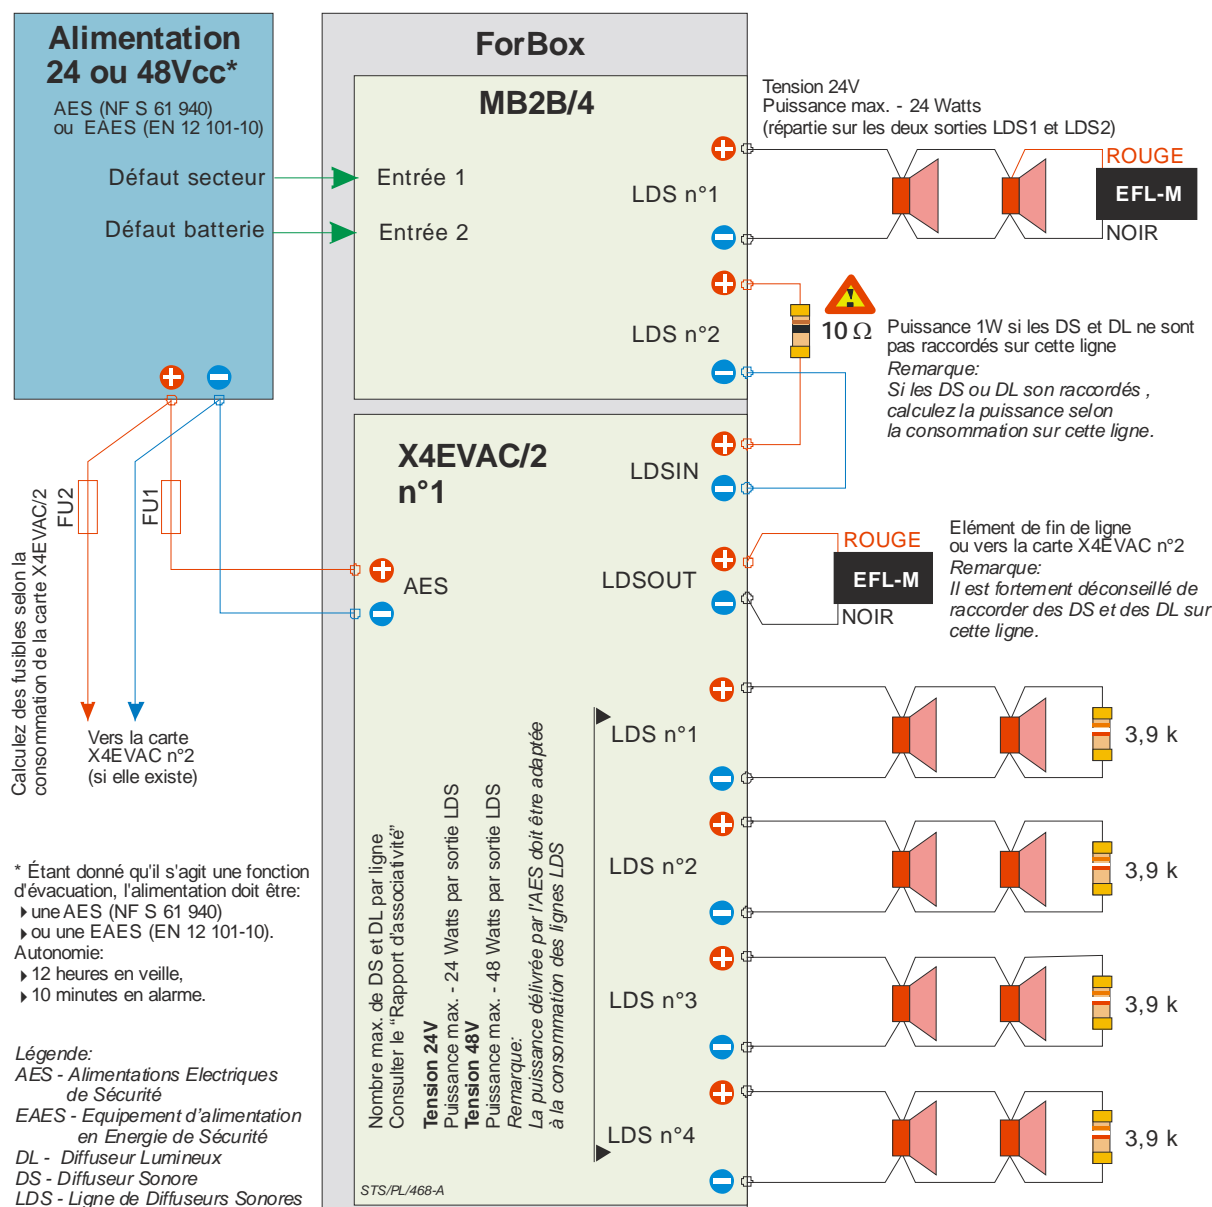 Alimentation
24 ou 48Vcc*
AES (NF S 61 940)
ou EAES (EN 12 101-10)
Défaut secteur
Défaut batterie
ForBox
MB2B/4
Entrée 1
Entrée 2
LDS n°1
LDS n°2
Tension 24V
Puissance max. - 24 Watts
(répartie sur les deux sorties LDS1 et LDS2)
ROUGE
EFL-M
NOIR
10 Ω
Puissance 1W si les DS et DL ne sont
pas raccordés sur cette ligne
Remarque:
Si les DS ou DL son raccordés ,
calculez la puissance selon
la consommation sur cette ligne.
X4EVAC/2
n°1
LDSIN
AES
LDSOUT
ROUGE
EFL-M
NOIR
Elément de fin de ligne
ou vers la carte X4EVAC n°2
Remarque:
Il est fortement déconseillé de
raccorder des DS et des DL sur
cette ligne.
Calculez des fusibles selon la
consommation de la carte X4EVAC/2
FU2
FU1
Vers la carte
X4EVAC n°2
(si elle existe)
LDS n°1
3,9 k
LDS n°2
3,9 k
LDS n°3
3,9 k
LDS n°4
3,9 k
Nombre max. de DS et DL par ligne
Consulter le “Rapport d'associativité”
Tension 24V
Puissance max. - 24 Watts par sortie LDS
Tension 48V
Puissance max. - 48 Watts par sortie LDS
Remarque:
La puissance délivrée par l'AES doit être adaptée
à la consommation des lignes LDS
STS/PL/468-A
* Étant donné qu'il s'agit une fonction
d'évacuation, l'alimentation doit être:
une AES (NF S 61 940)
ou une EAES (EN 12 101-10).
Autonomie:
12 heures en veille,
10 minutes en alarme.
Légende:
AES - Alimentations Electriques
de Sécurité
EAES - Equipement d’alimentation
en Energie de Sécurité
DL - Diffuseur Lumineux
DS - Diffuseur Sonore
LDS - Ligne de Diffuseurs Sonores